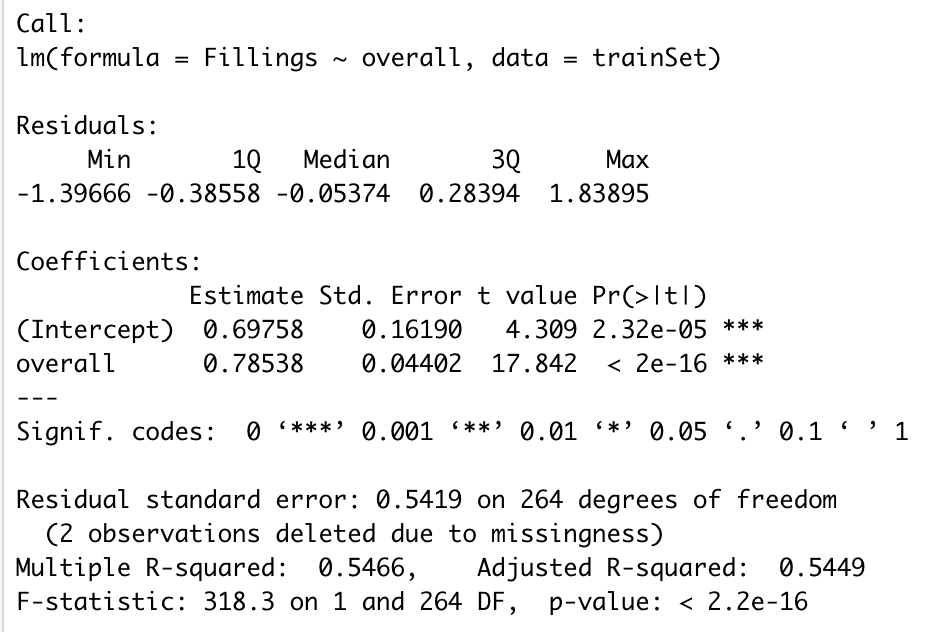 Call:
lm(formula = Fillings ~ overall, data = trainSet)
Residuals:
     Min       1Q   Median       3Q      Max
-1.39666 -0.38558 -0.05374  0.28394  1.83895
Coefficients:
            Estimate Std. Error t value Pr(>|t|)
(Intercept)  0.69758    0.16190   4.309 2.32e-05 ***
overall      0.78538    0.04402  17.842  < 2e-16 ***
---
Signif. codes:  0 ‘***’ 0.001 ‘**’ 0.01 ‘*’ 0.05 ‘.’ 0.1 ‘ ’ 1
Residual standard error: 0.5419 on 264 degrees of freedom
  (2 observations deleted due to missingness)
Multiple R-squared:  0.5466,    Adjusted R-squared:  0.5449
F-statistic: 318.3 on 1 and 264 DF,  p-value: < 2.2e-16